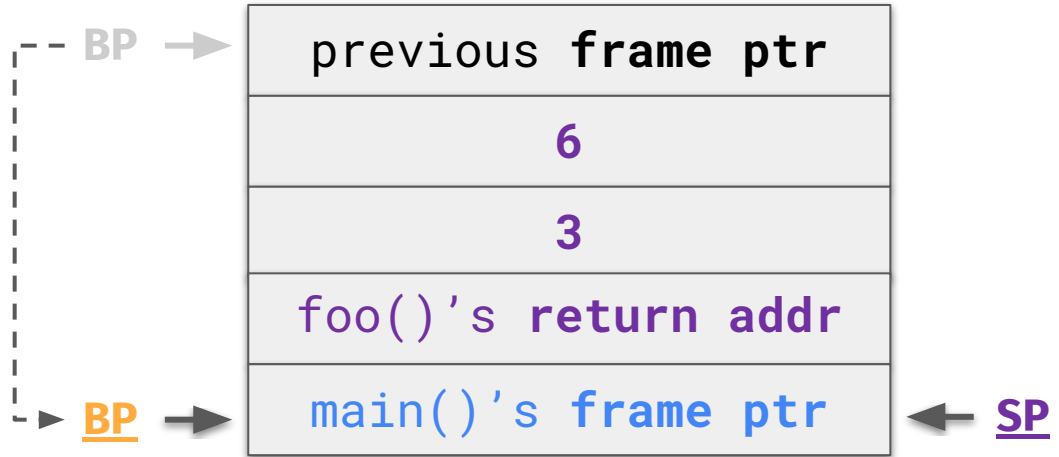 BP
previous frame ptr
6
3
foo()’s return addr
BP
main()’s frame ptr
SP